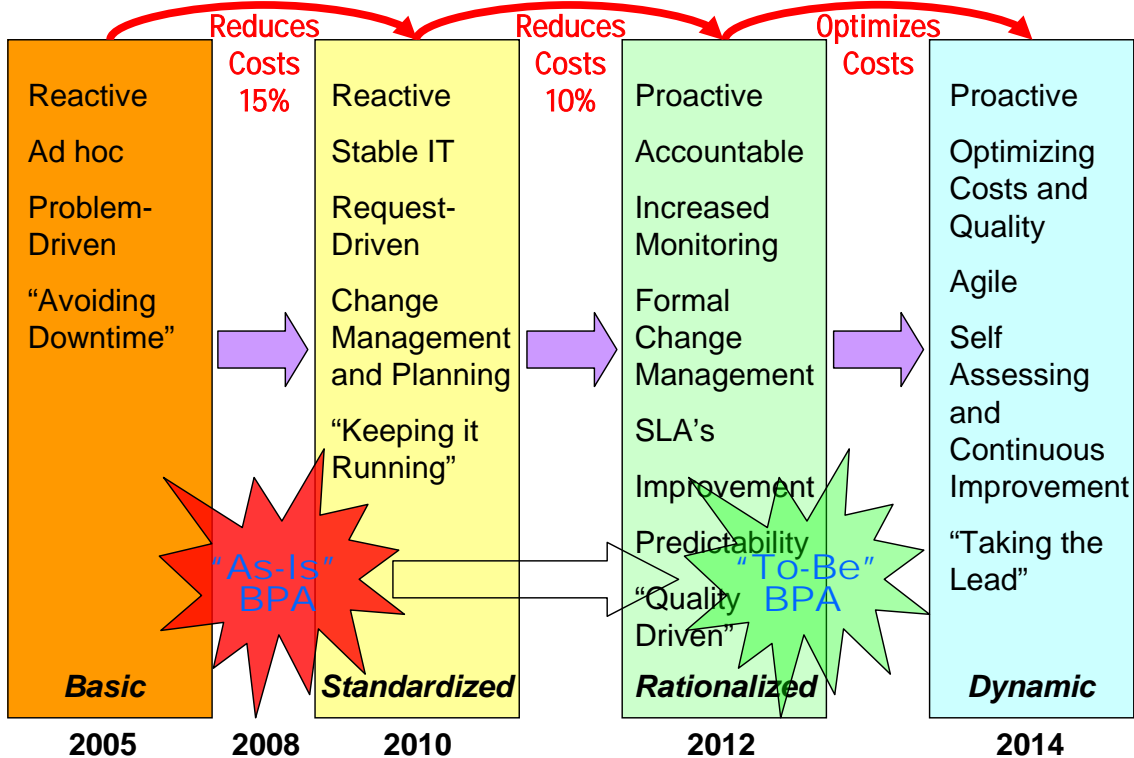 Reduces
Costs
15%
Reduces
Costs
10%
Optimizes
Costs
Reactive
Ad hoc
Problem-
Driven
“Avoiding
Downtime”
Basic
Reactive
Stable IT
Request-
Driven
Change
Management
and Planning
“Keeping it
Running”
Standardized
Proactive
Accountable
Increased
Monitoring
Formal
Change
Management
SLA’s
Improvement
Predictability
“Quality
Driven”
Rationalized
Proactive
Optimizing
Costs and
Quality
Agile
Self
Assessing
and
Continuous
Improvement
“Taking the
Lead”
Dynamic
“As-Is”
BPA
“To-Be”
BPA
2005
2008
2010
2012
2014